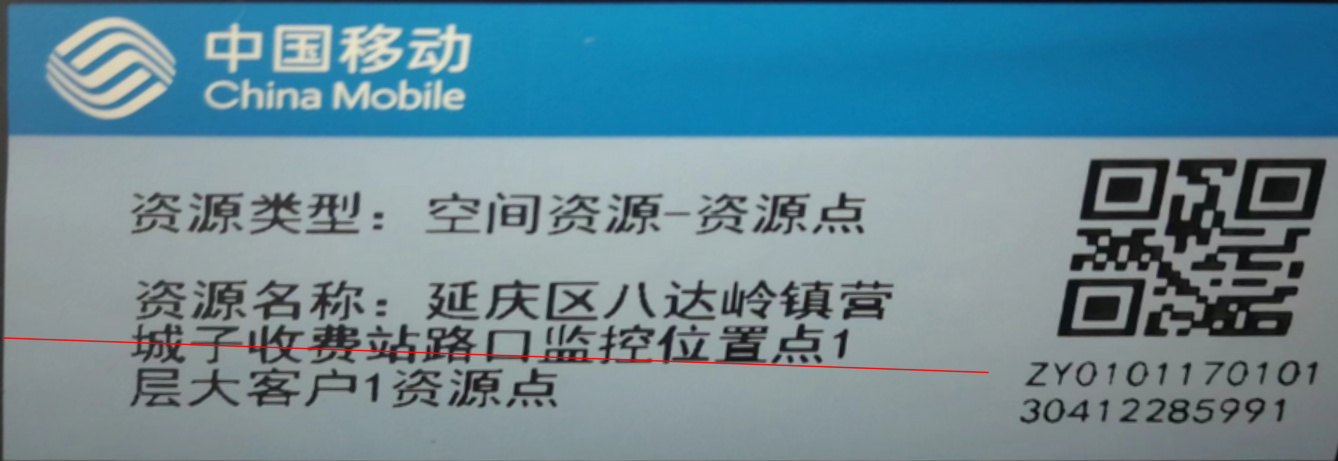 中国移动
China Mobile
资源类型：空间资源-资源点
资源名称：延庆区八达岭镇营
城子收费站路口监控位置点1
层大客户1资源点
ZY0101170101
30412285991